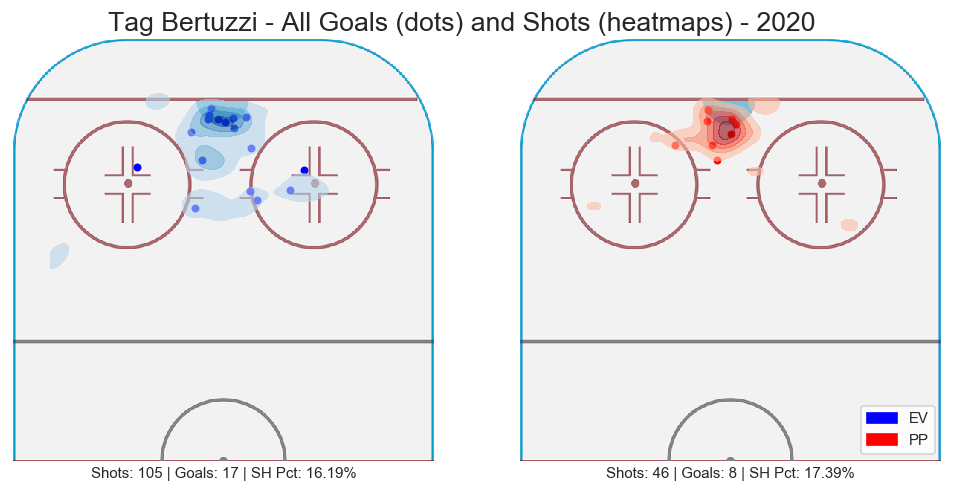 Tag Bertuzzi - All Goals (dots) and Shots (heatmaps) - 2020
EV
PP
Shots: 105 | Goals: 17 | SH Pct: 16.19%
Shots: 46 | Goals: 8 | SH Pct: 17.39%